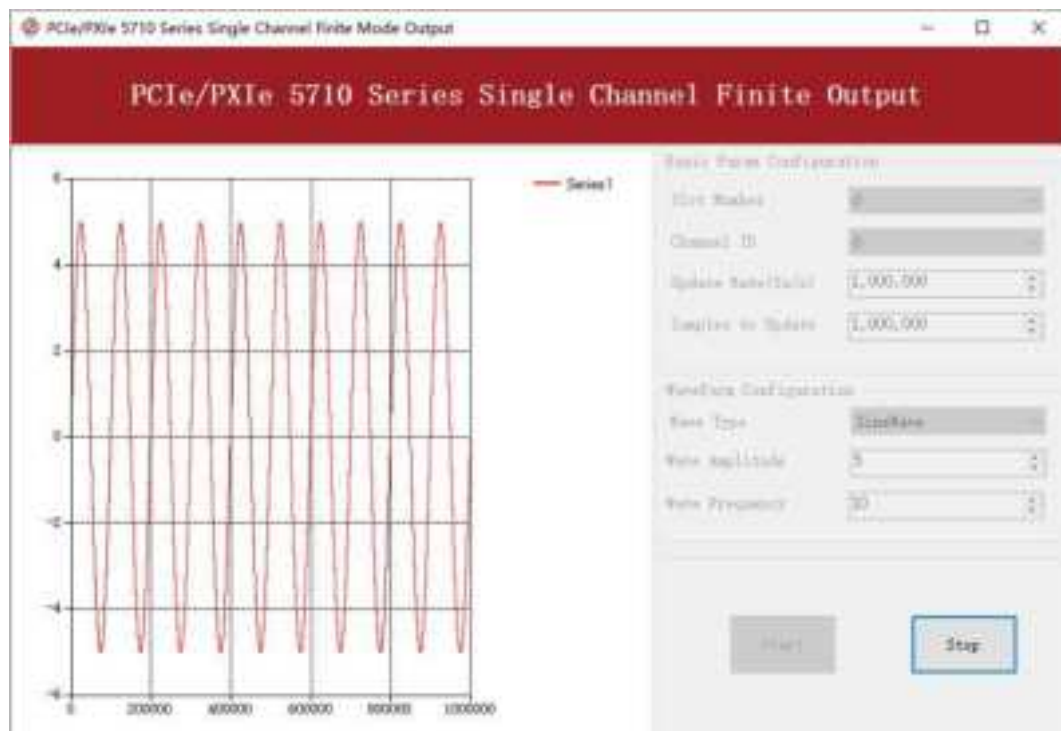 PCIe/PXIe 5710 Series Single Channel Finite Mode Output
PCIe/PXIe 5710 Series Single Channel Finite Output
Series1
6
4
2
0
-2
-4
-6
0
200000
400000
600000
800000
1000000
Basic Param Configuration
Slot Number
0
Channel ID
0
Update Rate(Sa/s)
1,000,000
Samples to Update
1,000,000
Waveform Configuration
Wave Type
SineWave
Wave Amplitude
5
Wave Frequency
10
Start
Stop